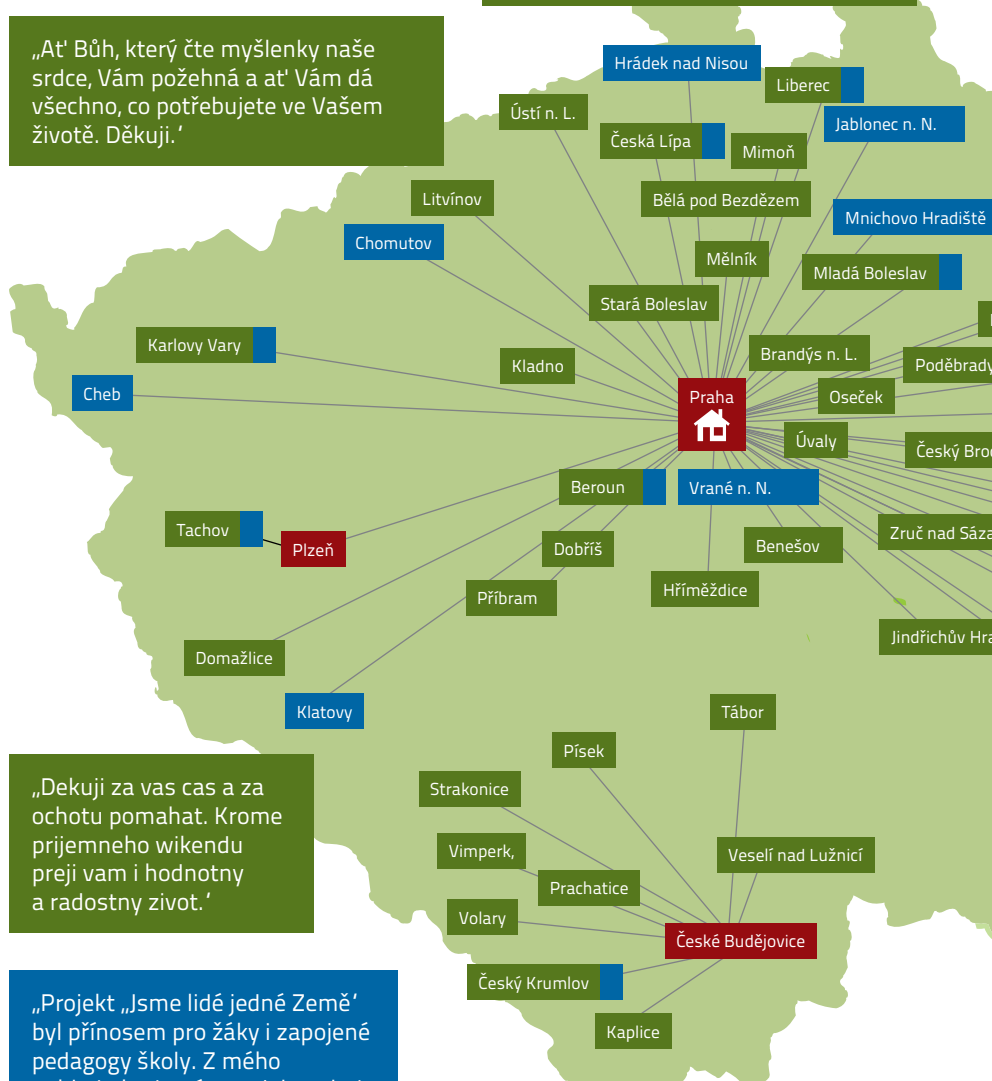 „At' Bůh, který čte myšlenky naše
srdce, Vám požehná a at' Vám dá
všechno, co potřebujete ve Vašem
životě. Děkuji.‘
Hrádek nad Nisou
Liberec
Ústí n. L.
Jablonec n. N.
Česká Lípa
Mimoň
Litvínov
Bělá pod Bezdězem
Mnichovo Hradiště
Chomutov
Mělník
Mladá Boleslav
Stará Boleslav
Karlovy Vary
Kladno
Brandýs n. L.
Poděbrady
Cheb
Praha
Oseček
Úvaly
Český Brod
Beroun
Vrané n. N.
Tachov
Plzeň
Dobříš
Benešov
Zruč nad Sáza
Příbram
Hříměždice
Jindřichův Hra
Domažlice
Klatovy
Tábor
Písek
Strakonice
Vimperk,
Veselí nad Lužnicí
Prachatice
Volary
České Budějovice
Český Krumlov
Kaplice
„Dekuji za vas cas a za
ochotu pomahat. Krome
prijemneho wikendu
preji vam i hodnotny
a radostny zivot.‘
„Projekt „Jsme lidé jedné Země‘
byl přínosem pro žáky i zapojené
pedagogy školy. Z mého